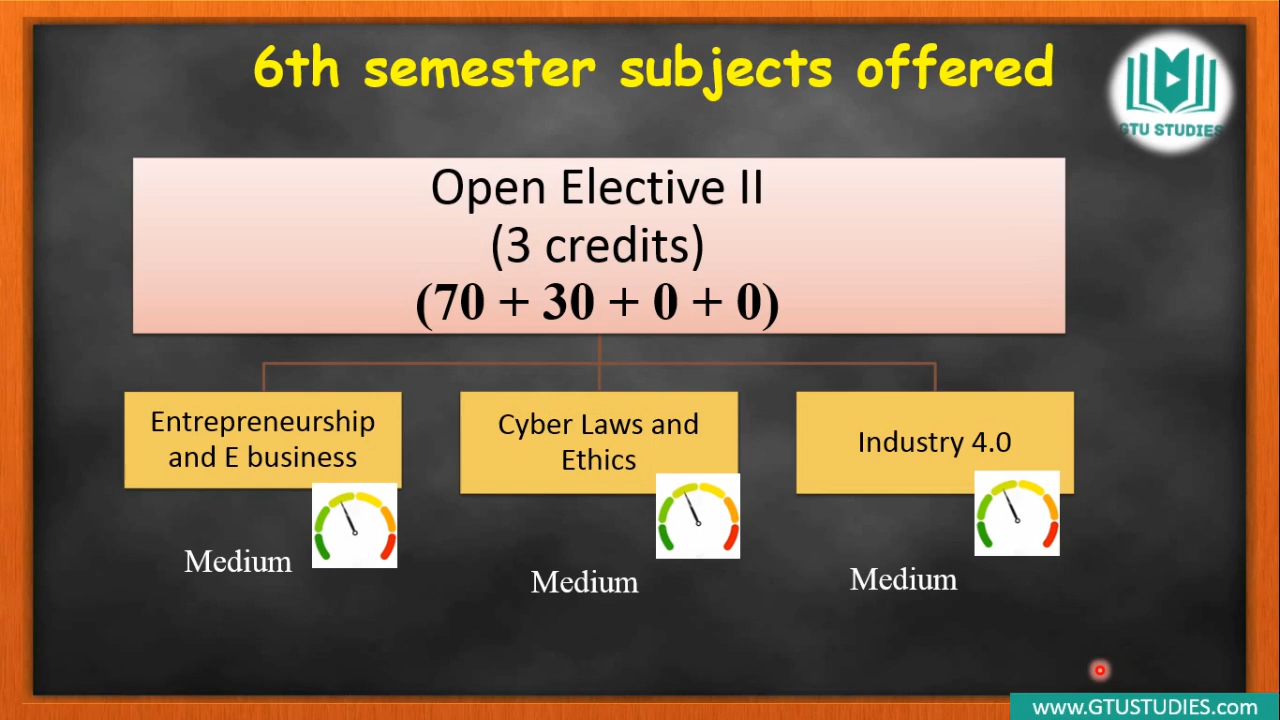 6th semester subjects offered
GTU STUDIES
Open Elective II
(3 credits)
(70 + 30 + 0 + 0)
Entrepreneurship
and E business
Cyber Laws and
Ethics
Industry 4.0
Medium
Medium
Medium
www.GTUSTUDIES.com